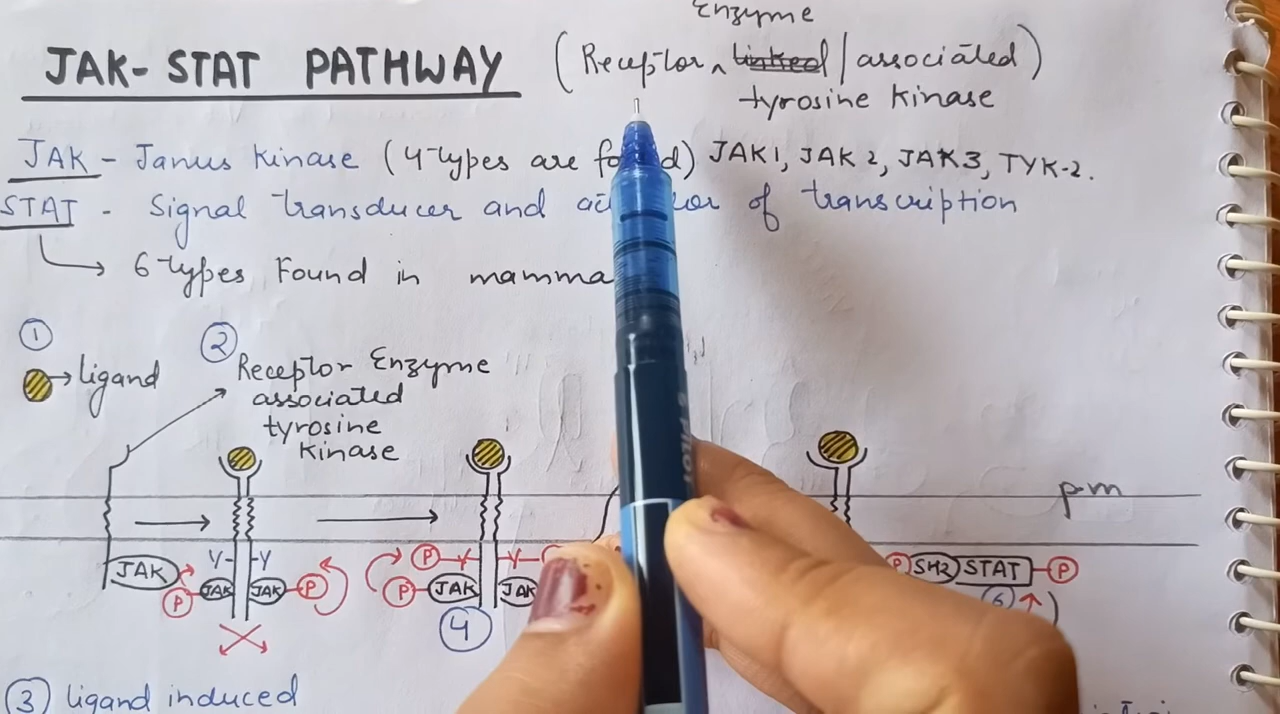 Enzyme
JAK-STAT PATHWAY (Receptor ^ linked/associated)
tyrosine kinase
JAK - Janus Kinase (4-types are found) JAK1, JAK2, JAK3, TYK-2.
STAT - Signal transducer and of transcription
6-types Found in
1
2
ligand
Receptor Enzyme
associated
tyrosine
kinase
pm
Y Y P Y Y P SH2 STAT P
JAK P JAK JAK P P JAK JAK 6
4
3 ligand induced